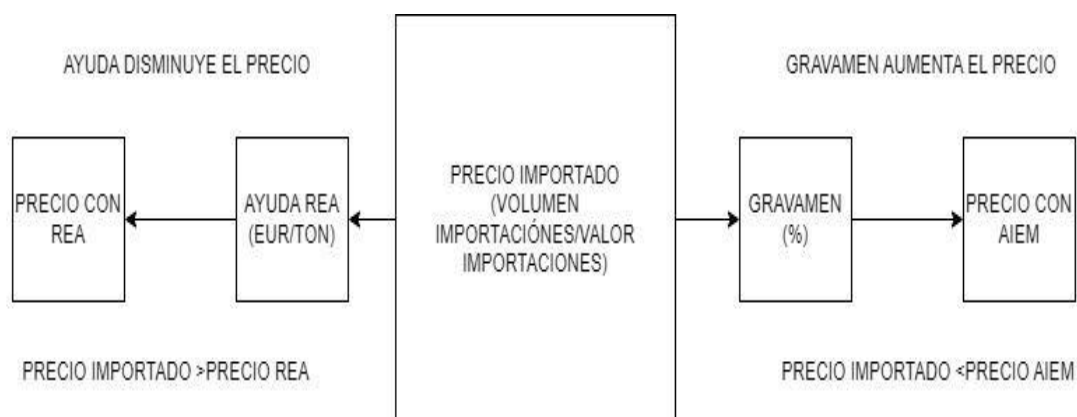 AYUDA DISMINUYE EL PRECIO
GRAVAMEN AUMENTA EL PRECIO
PRECIO CON
REA
AYUDA REA
(EUR/TON)
PRECIO IMPORTADO
(VOLUMEN
IMPORTACIÓNES/VALOR
IMPORTACIONES)
GRAVAMEN
(%)
PRECIO CON
AIEM
PRECIO IMPORTADO >PRECIO REA
PRECIO IMPORTADO <PRECIO AIEM